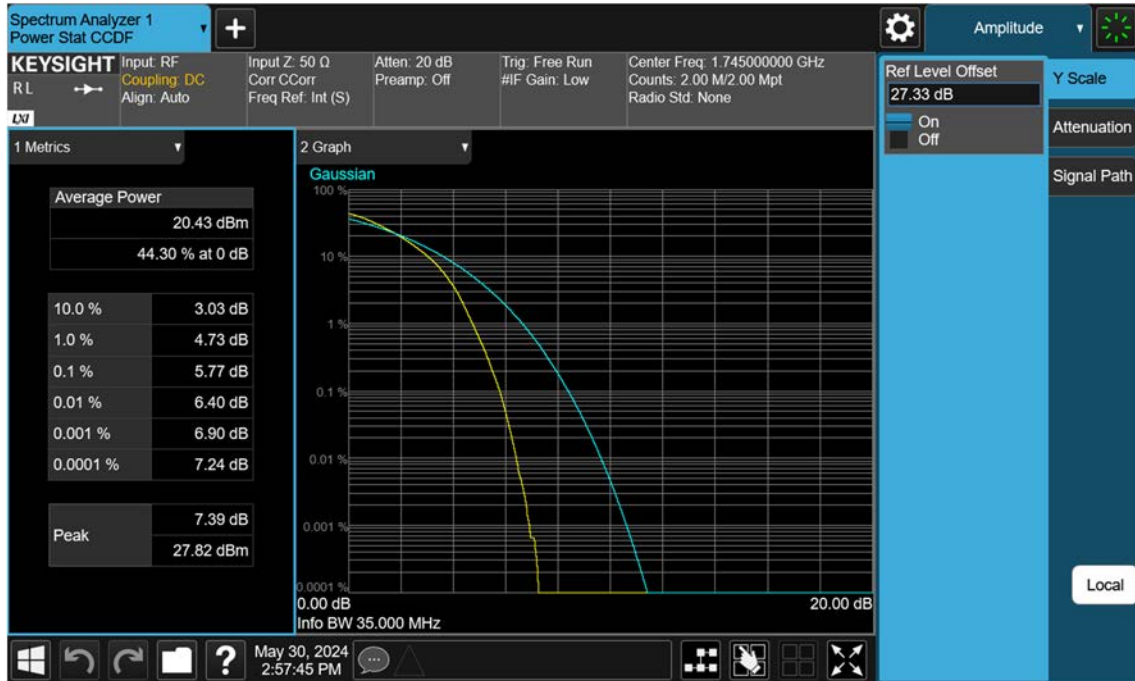 Spectrum Analyzer 1
Power Stat CCDF
Amplitude
KEYSIGHT
R L
LXI
Input: RF
Coupling: DC
Align: Auto
Input Z: 50 Ω
Corr CCorr
Freq Ref: Int (S)
Atten: 20 dB
Preamp: Off
Trig: Free Run
#IF Gain: Low
Center Freq: 1.745000000 GHz
Counts: 2.00 M/2.00 Mpt
Radio Std: None
Ref Level Offset
27.33 dB
On
Off
Y Scale
Attenuation
Signal Path
Local
1 Metrics
Average Power
20.43 dBm
44.30 % at 0 dB
10.0 % 3.03 dB
1.0 % 4.73 dB
0.1 % 5.77 dB
0.01 % 6.40 dB
0.001 % 6.90 dB
0.0001 % 7.24 dB
Peak
7.39 dB
27.82 dBm
2 Graph
Gaussian
100 %
10 %
1 %
0.1 %
0.01 %
0.001 %
0.0001 %
0.00 dB 20.00 dB
Info BW 35.000 MHz
?
May 30, 2024
2:57:45 PM